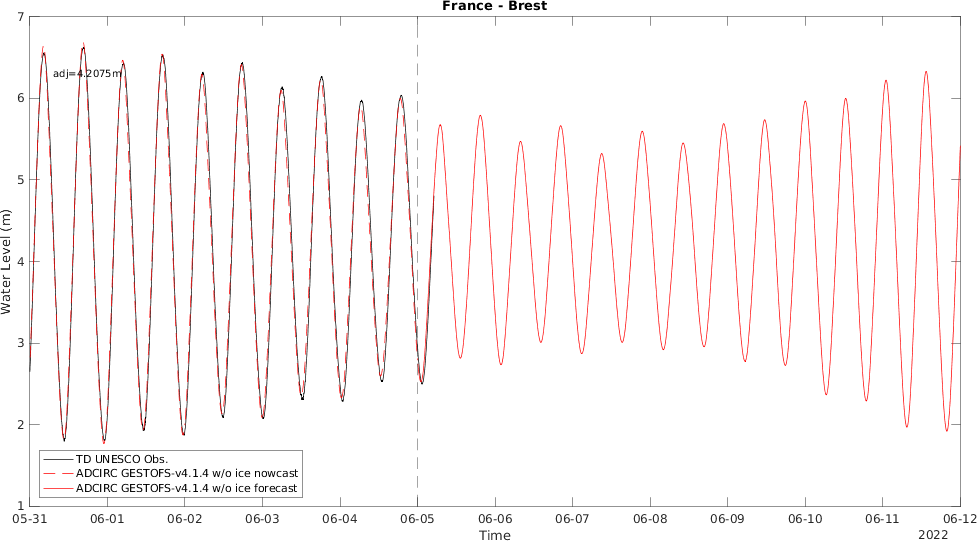 France - Brest
7
6
5
4
3
2
1
Water Level (m)
adj=4.2075m
TD UNESCO Obs.
ADCIRC GESTOFS-v4.1.4 w/o ice nowcast
ADCIRC GESTOFS-v4.1.4 w/o ice forecast
05-31 06-01 06-02 06-03 06-04 06-05 06-06 06-07 06-08 06-09 06-10 06-11 06-12
Time
2022